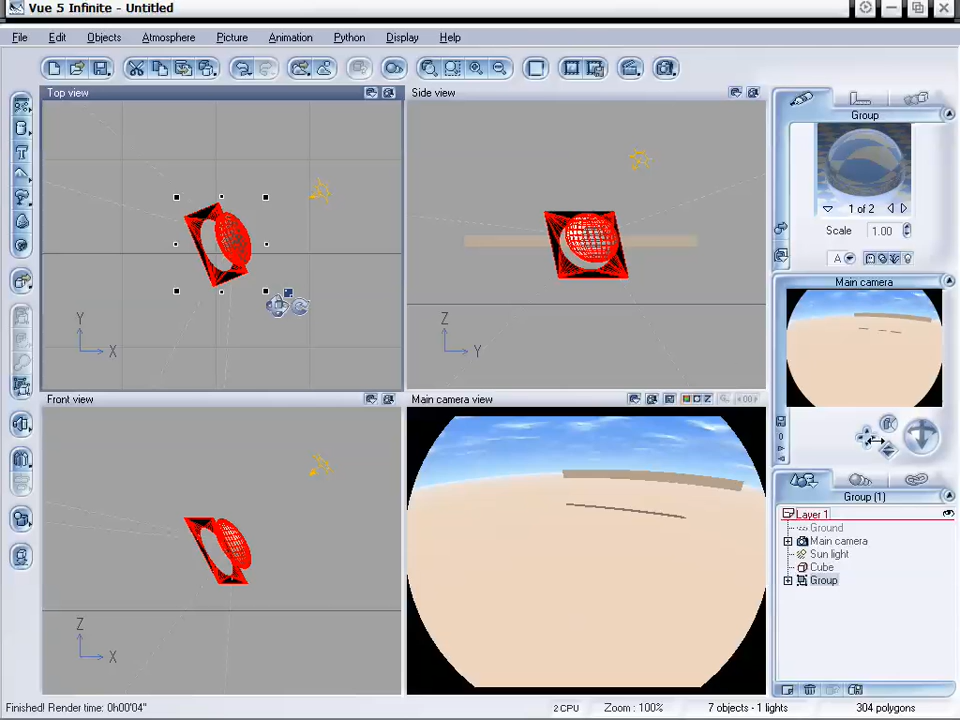 Vue 5 Infinite - Untitled
File Edit Objects Atmosphere Picture Animation Python Display Help
Top view
Side view
Group
1 of 2
Scale 1.00
A
Main camera
Y
X
Z
Y
Front view
Main camera view
Group (1)
Layer 1
Ground
Main camera
Sun light
Cube
Group
Z
X
Finished! Render time: 0h00'04"
2 CPU
Zoom : 100%
7 objects - 1 lights
304 polygons